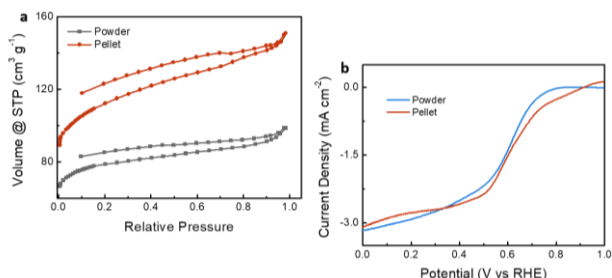 a
160
120
80
Volume @ STP (cm³ g⁻¹)
Powder
Pellet
0.0 0.2 0.4 0.6 0.8 1.0
Relative Pressure
b
0.0
-1.5
-3.0
Current Density (mA cm⁻²)
Powder
Pellet
0.0 0.2 0.4 0.6 0.8 1.0
Potential (V vs RHE)